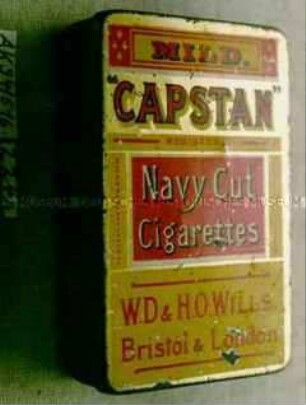 MILD.
"CAPSTAN"
Navy Cut
Cigarettes
W.D & H.O. WILLS.
Bristol & London